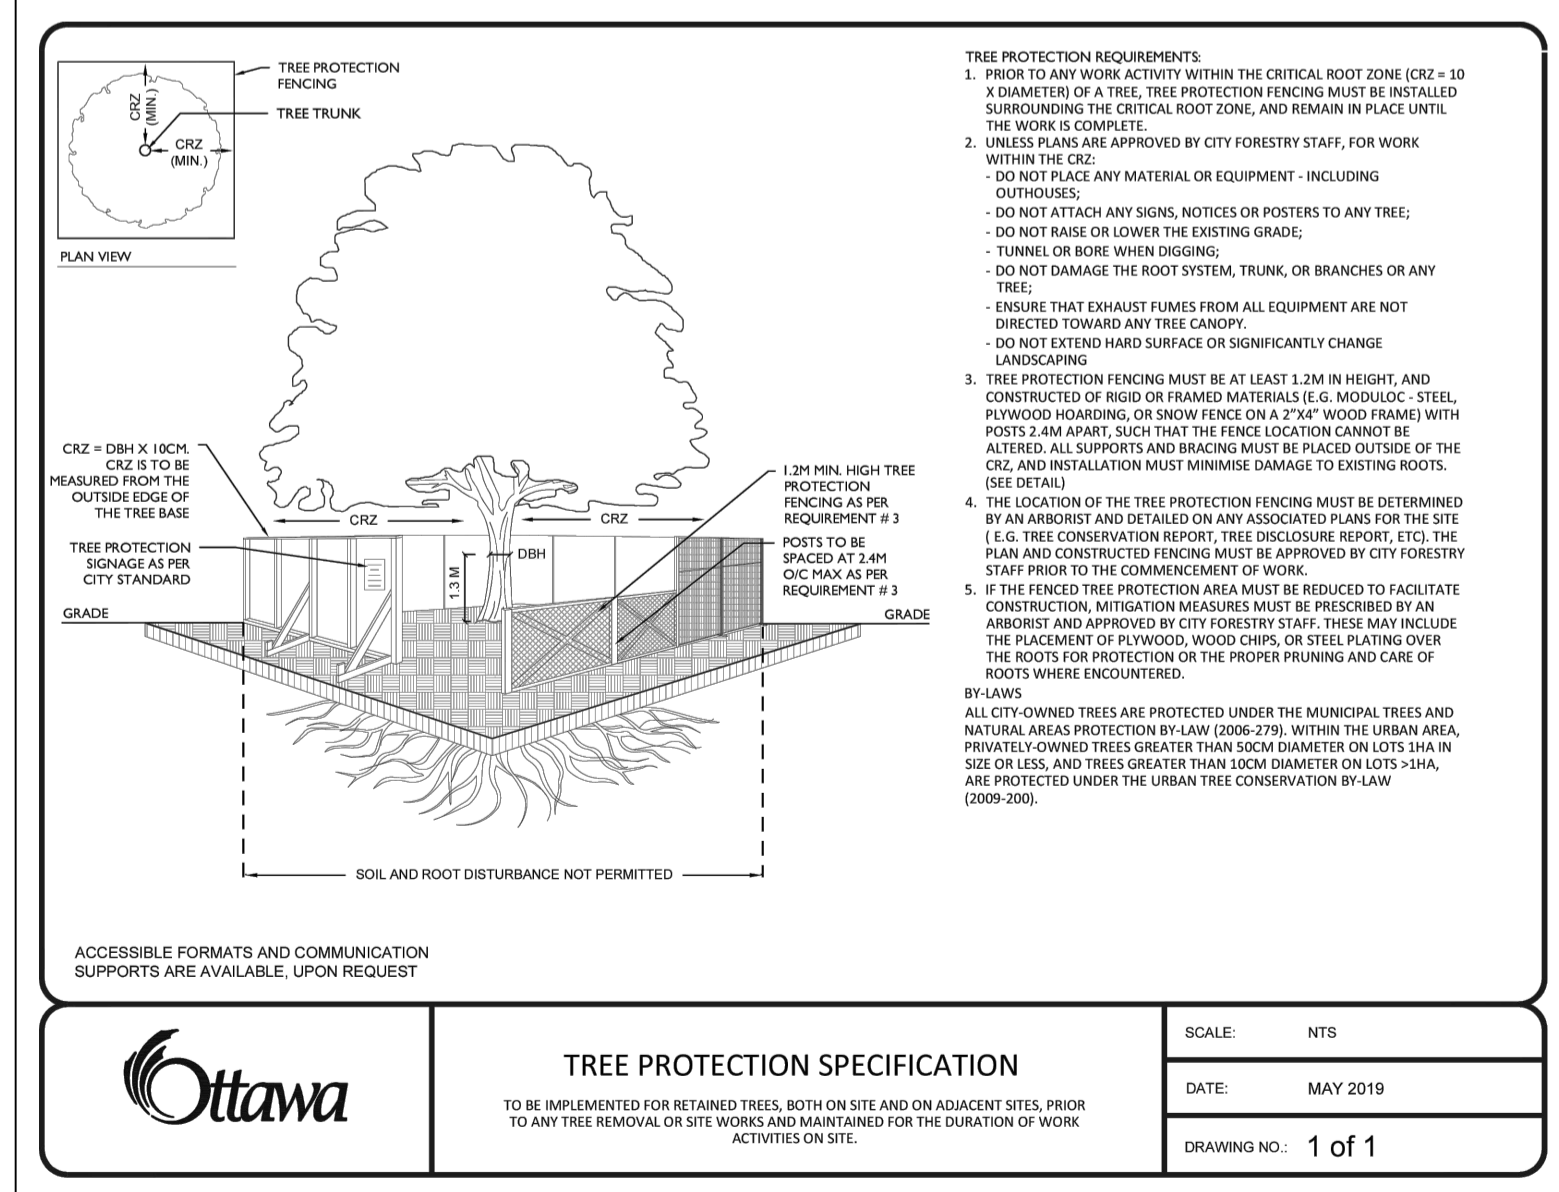 TREE PROTECTION
FENCING
TREE TRUNK
CRZ
(MIN.)
CRZ
(MIN.)
PLAN VIEW
CRZ = DBH X 10CM.
CRZ IS TO BE
MEASURED FROM THE
OUTSIDE EDGE OF
THE TREE BASE
TREE PROTECTION
SIGNAGE AS PER
CITY STANDARD
GRADE
CRZ
CRZ
DBH
1.3 M
1.2M MIN. HIGH TREE
PROTECTION
FENCING AS PER
REQUIREMENT # 3
POSTS TO BE
SPACED AT 2.4M
O/C MAX AS PER
REQUIREMENT # 3
GRADE
SOIL AND ROOT DISTURBANCE NOT PERMITTED
ACCESSIBLE FORMATS AND COMMUNICATION
SUPPORTS ARE AVAILABLE, UPON REQUEST
TREE PROTECTION REQUIREMENTS:
1. PRIOR TO ANY WORK ACTIVITY WITHIN THE CRITICAL ROOT ZONE (CRZ = 10
X DIAMETER) OF A TREE, TREE PROTECTION FENCING MUST BE INSTALLED
SURROUNDING THE CRITICAL ROOT ZONE, AND REMAIN IN PLACE UNTIL
THE WORK IS COMPLETE.
2. UNLESS PLANS ARE APPROVED BY CITY FORESTRY STAFF, FOR WORK
WITHIN THE CRZ:
- DO NOT PLACE ANY MATERIAL OR EQUIPMENT - INCLUDING
OUTHOUSES;
- DO NOT ATTACH ANY SIGNS, NOTICES OR POSTERS TO ANY TREE;
- DO NOT RAISE OR LOWER THE EXISTING GRADE;
- TUNNEL OR BORE WHEN DIGGING;
- DO NOT DAMAGE THE ROOT SYSTEM, TRUNK, OR BRANCHES OR ANY
TREE;
- ENSURE THAT EXHAUST FUMES FROM ALL EQUIPMENT ARE NOT
DIRECTED TOWARD ANY TREE CANOPY.
- DO NOT EXTEND HARD SURFACE OR SIGNIFICANTLY CHANGE
LANDSCAPING
3. TREE PROTECTION FENCING MUST BE AT LEAST 1.2M IN HEIGHT, AND
CONSTRUCTED OF RIGID OR FRAMED MATERIALS (E.G. MODULOC - STEEL,
PLYWOOD HOARDING, OR SNOW FENCE ON A 2”X4” WOOD FRAME) WITH
POSTS 2.4M APART, SUCH THAT THE FENCE LOCATION CANNOT BE
ALTERED. ALL SUPPORTS AND BRACING MUST BE PLACED OUTSIDE OF THE
CRZ, AND INSTALLATION MUST MINIMISE DAMAGE TO EXISTING ROOTS.
(SEE DETAIL)
4. THE LOCATION OF THE TREE PROTECTION FENCING MUST BE DETERMINED
BY AN ARBORIST AND DETAILED ON ANY ASSOCIATED PLANS FOR THE SITE
( E.G. TREE CONSERVATION REPORT, TREE DISCLOSURE REPORT, ETC). THE
PLAN AND CONSTRUCTED FENCING MUST BE APPROVED BY CITY FORESTRY
STAFF PRIOR TO THE COMMENCEMENT OF WORK.
5. IF THE FENCED TREE PROTECTION AREA MUST BE REDUCED TO FACILITATE
CONSTRUCTION, MITIGATION MEASURES MUST BE PRESCRIBED BY AN
ARBORIST AND APPROVED BY CITY FORESTRY STAFF. THESE MAY INCLUDE
THE PLACEMENT OF PLYWOOD, WOOD CHIPS, OR STEEL PLATING OVER
THE ROOTS FOR PROTECTION OR THE PROPER PRUNING AND CARE OF
ROOTS WHERE ENCOUNTERED.
BY-LAWS
ALL CITY-OWNED TREES ARE PROTECTED UNDER THE MUNICIPAL TREES AND
NATURAL AREAS PROTECTION BY-LAW (2006-279). WITHIN THE URBAN AREA,
PRIVATELY-OWNED TREES GREATER THAN 50CM DIAMETER ON LOTS 1HA IN
SIZE OR LESS, AND TREES GREATER THAN 10CM DIAMETER ON LOTS >1HA,
ARE PROTECTED UNDER THE URBAN TREE CONSERVATION BY-LAW
(2009-200).
Ottawa
TREE PROTECTION SPECIFICATION
TO BE IMPLEMENTED FOR RETAINED TREES, BOTH ON SITE AND ON ADJACENT SITES, PRIOR
TO ANY TREE REMOVAL OR SITE WORKS AND MAINTAINED FOR THE DURATION OF WORK
ACTIVITIES ON SITE.
SCALE: NTS
DATE: MAY 2019
DRAWING NO.: 1 of 1